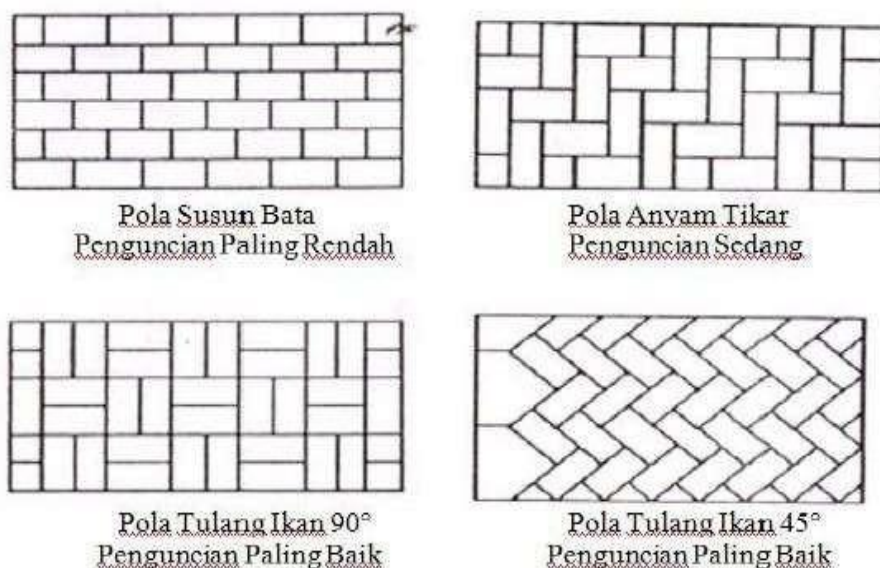 Pola Susun Bata
Penguncian Paling Rendah
Pola Anyam Tikar
Penguncian Sedang
Pola Tulang Ikan 90°
Penguncian Paling Baik
Pola Tulang Ikan 45°
Penguncian Paling Baik